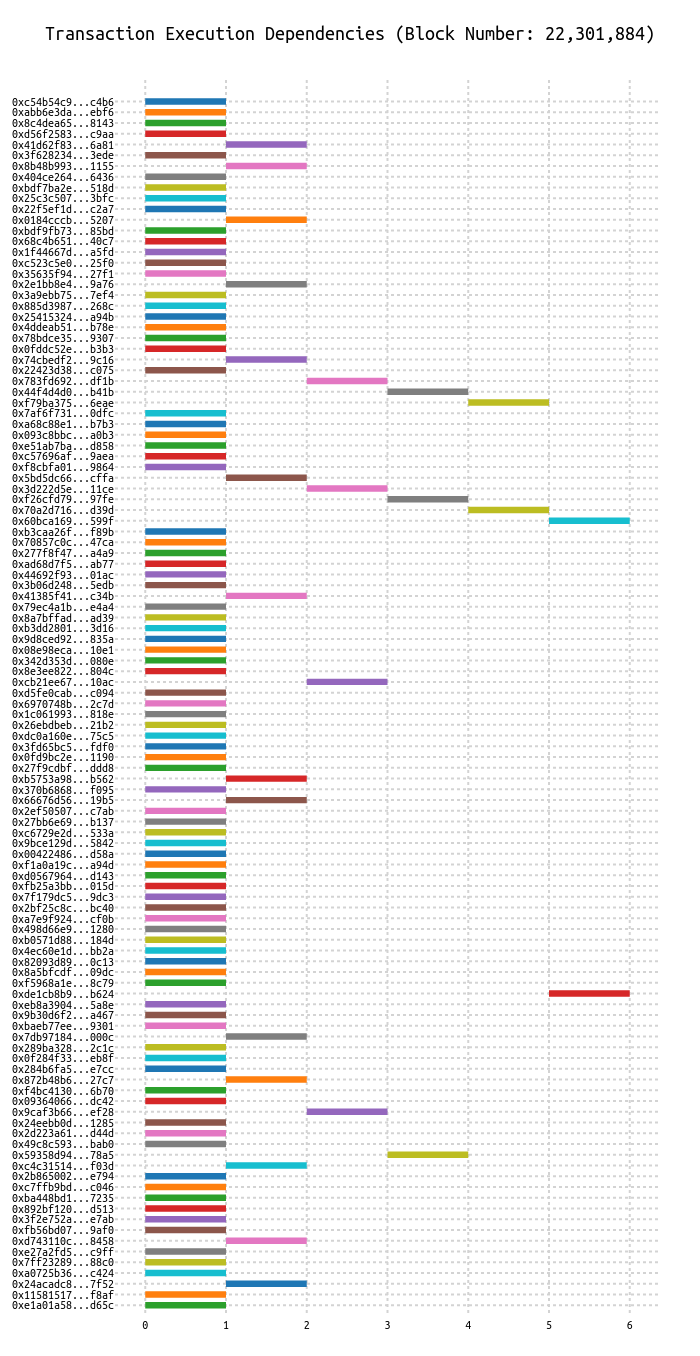 Transaction Execution Dependencies (Block Number: 22,301,884)
0xc54b54c9...c4b6
0xabb6e3da...ebf6
0x8c4dea65...8143
0xd56f2583...c9aa
0x41d62f83...6a81
0x3f628234...3ede
0x8b48b993...1155
0x404ce264...6436
0xbdf7ba2e...518d
0x25c3c507...3bfc
0x22f5ef1d...c2a7
0x0184cccb...5207
0xbdf9fb73...85bd
0x68c4b651...40c7
0x1f44667d...a5fd
0xc523c5e0...25f0
0x35635f94...27f1
0x2e1bb8e4...9a76
0x3a9ebb75...7ef4
0x885d3987...268c
0x25415324...a94b
0x4ddeab51...b78e
0x78bdce35...9307
0x0fddc52e...b3b3
0x74cbedf2...9c16
0x22423d38...c075
0x783fd692...df1b
0x44f4d4d0...b41b
0xf79ba375...6eae
0x7af6f731...0dfc
0xa68c88e1...b7b3
0x093c8bbc...a0b3
0xe51ab7ba...d858
0xc57696af...9aea
0xf8cbfa01...9864
0x5bd5dc66...cffa
0x3d222d5e...11ce
0xf26cfd79...97fe
0x70a2d716...d39d
0x60bca169...599f
0xb3caa26f...f89b
0x70857c0c...47ca
0x277f8f47...a4a9
0xad68d7f5...ab77
0x44692f93...01ac
0x3b06d248...5edb
0x41385f41...c34b
0x79ec4a1b...e4a4
0x8a7bffad...ad39
0xb3dd2801...3d16
0x9d8ced92...835a
0x08e98eca...10e1
0x342d353d...080e
0x8e3ee822...804c
0xcb21ee67...10ac
0xd5fe0cab...c094
0x6970748b...2c7d
0x1c061993...818e
0x26ebdbeb...21b2
0xdc0a160e...75c5
0x3fd65bc5...fdf0
0x0fd9bc2e...1190
0x27f9cdbf...ddd8
0xb5753a98...b562
0x370b6868...f095
0x66676d56...19b5
0x2ef50507...c7ab
0x27bb6e69...b137
0xc6729e2d...533a
0x9bce129d...5842
0x00422486...d58a
0xf1a0a19c...a94d
0xd0567964...d143
0xfb25a3bb...015d
0x7f179dc5...9dc3
0x2bf25c8c...bc40
0xa7e9f924...cf0b
0x498d66e9...1280
0xb0571d88...184d
0x4ec60e1d...bb2a
0x82093d89...0c13
0x8a5bfcdf...09dc
0xf5968a1e...8c79
0xde1cb8b9...b624
0xeb8a3904...5a8e
0x9b30d6f2...a467
0xbaeb77ee...9301
0x7db97184...000c
0x289ba328...2c1c
0x0f284f33...eb8f
0x284b6fa5...e7cc
0x872b48b6...27c7
0xf4bc4130...6b70
0x09364066...dc42
0x9caf3b66...ef28
0x24eebb0d...1285
0x2d223a61...d44d
0x49c8c593...bab0
0x59358d94...78a5
0xc4c31514...f03d
0x2b865002...e794
0xc7ffb9bd...c046
0xba448bd1...7235
0x892bf120...d513
0x3f2e752a...e7ab
0xfb56bd07...9af0
0xd743110c...8458
0xe27a2fd5...c9ff
0x7ff23289...88c0
0xa0725b36...c424
0x24acadc8...7f52
0x11581517...f8af
0xe1a01a58...d65c
0 1 2 3 4 5 6